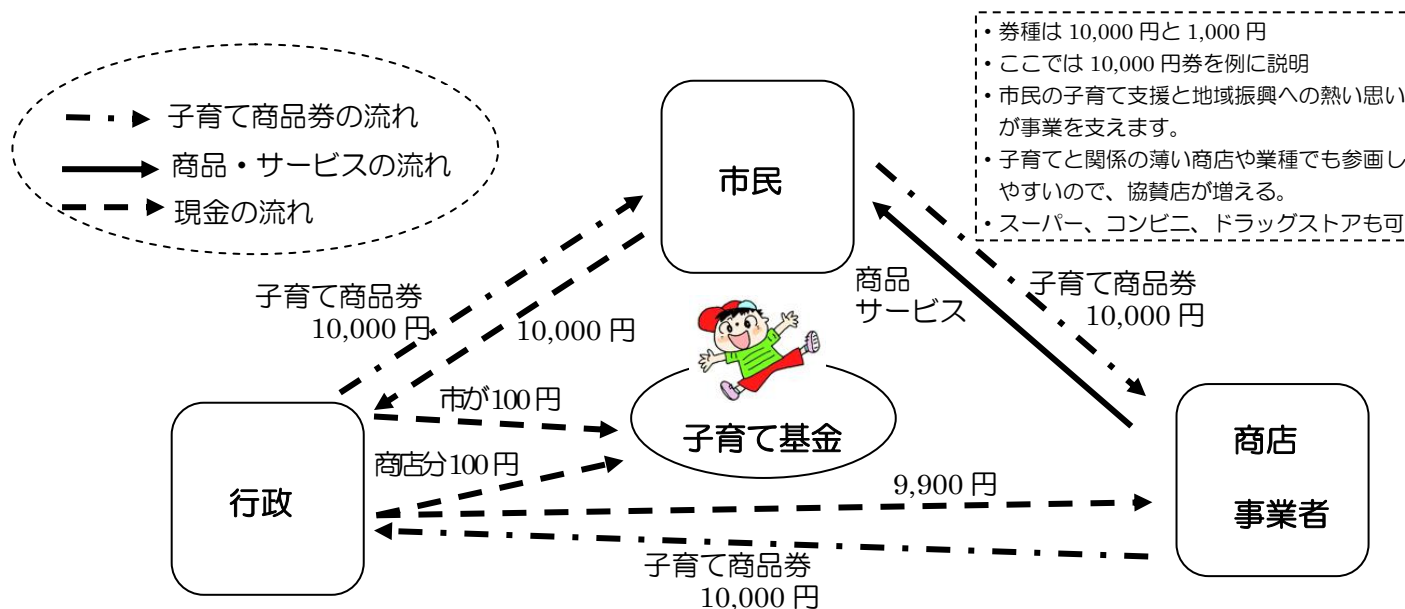 ・券種は 10,000 円と 1,000 円
・ここでは 10,000 円券を例に説明
・市民の子育て支援と地域振興への熱い思い
が事業を支えます。
・子育てと関係の薄い商店や業種でも参画し
やすいので、協賛店が増える。
・スーパー、コンビニ、ドラッグストアも可
子育て商品券の流れ
商品・サービスの流れ
現金の流れ
市民
子育て商品券
10,000 円
10,000 円
商品
サービス
子育て商品券
10,000 円
市が100 円
商店分100 円
子育て基金
行政
9,900 円
商店
事業者
子育て商品券
10,000 円